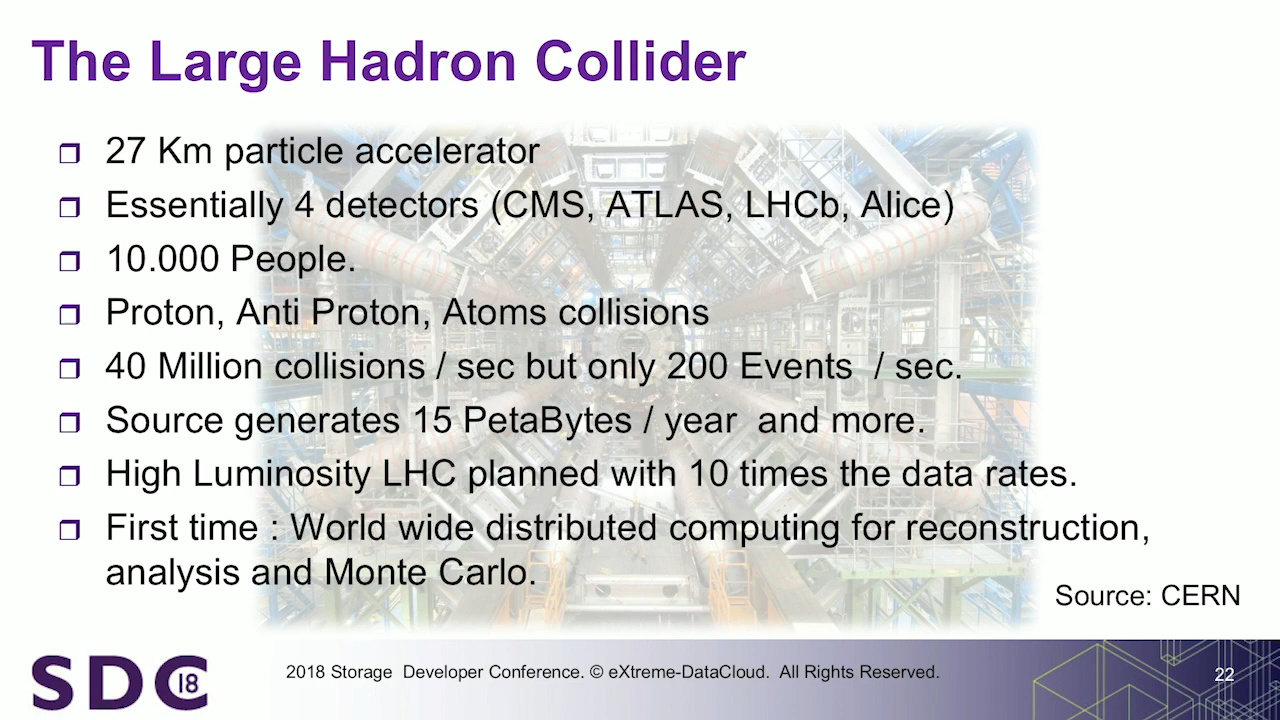 The Large Hadron Collider
27 Km particle accelerator
Essentially 4 detectors (CMS, ATLAS, LHCb, Alice)
10.000 People.
Proton, Anti Proton, Atoms collisions
40 Million collisions / sec but only 200 Events  / sec.
Source generates 15 PetaBytes / year  and more.
High Luminosity LHC planned with 10 times the data rates.
First time : World wide distributed computing for reconstruction,
analysis and Monte Carlo.
Source: CERN
SDC 18
2018 Storage  Developer Conference. © eXtreme-DataCloud.  All Rights Reserved.
22